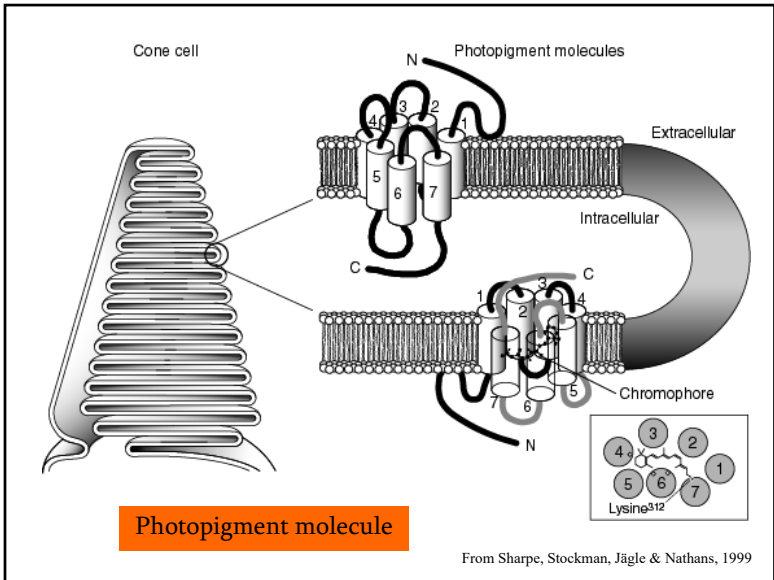 Cone cell
Photopigment molecules
N
4
3
2
1
5
6
7
C
Extracellular
Intracellular
C
1
2
3
4
7
6
5
Chromophore
N
3
2
4
1
5
6
7
Lysine312
Photopigment molecule
From Sharpe, Stockman, Jägle & Nathans, 1999